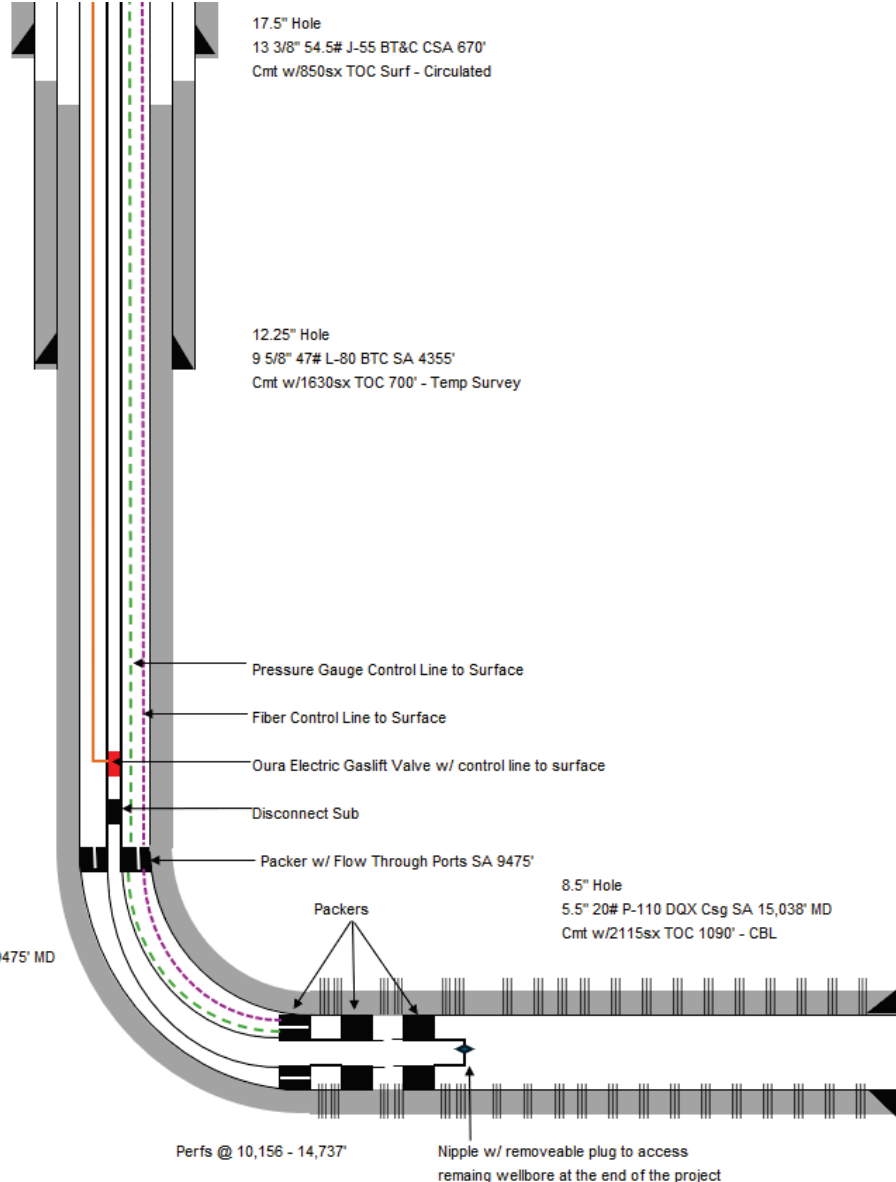 17.5" Hole
13 3/8" 54.5# J-55 BT&C CSA 670'
Cmt w/850sx TOC Surf - Circulated
12.25" Hole
9 5/8" 47# L-80 BTC SA 4355'
Cmt w/1630sx TOC 700' - Temp Survey
Pressure Gauge Control Line to Surface
Fiber Control Line to Surface
Oura Electric Gaslift Valve w/ control line to surface
Disconnect Sub
Packer w/ Flow Through Ports SA 9475'
8.5" Hole
5.5" 20# P-110 DQX Csg SA 15,038' MD
Cmt w/2115sx TOC 1090' - CBL
Packers
9475' MD
Perfs @ 10,156 - 14,737'
Nipple w/ removeable plug to access
remaing wellbore at the end of the project